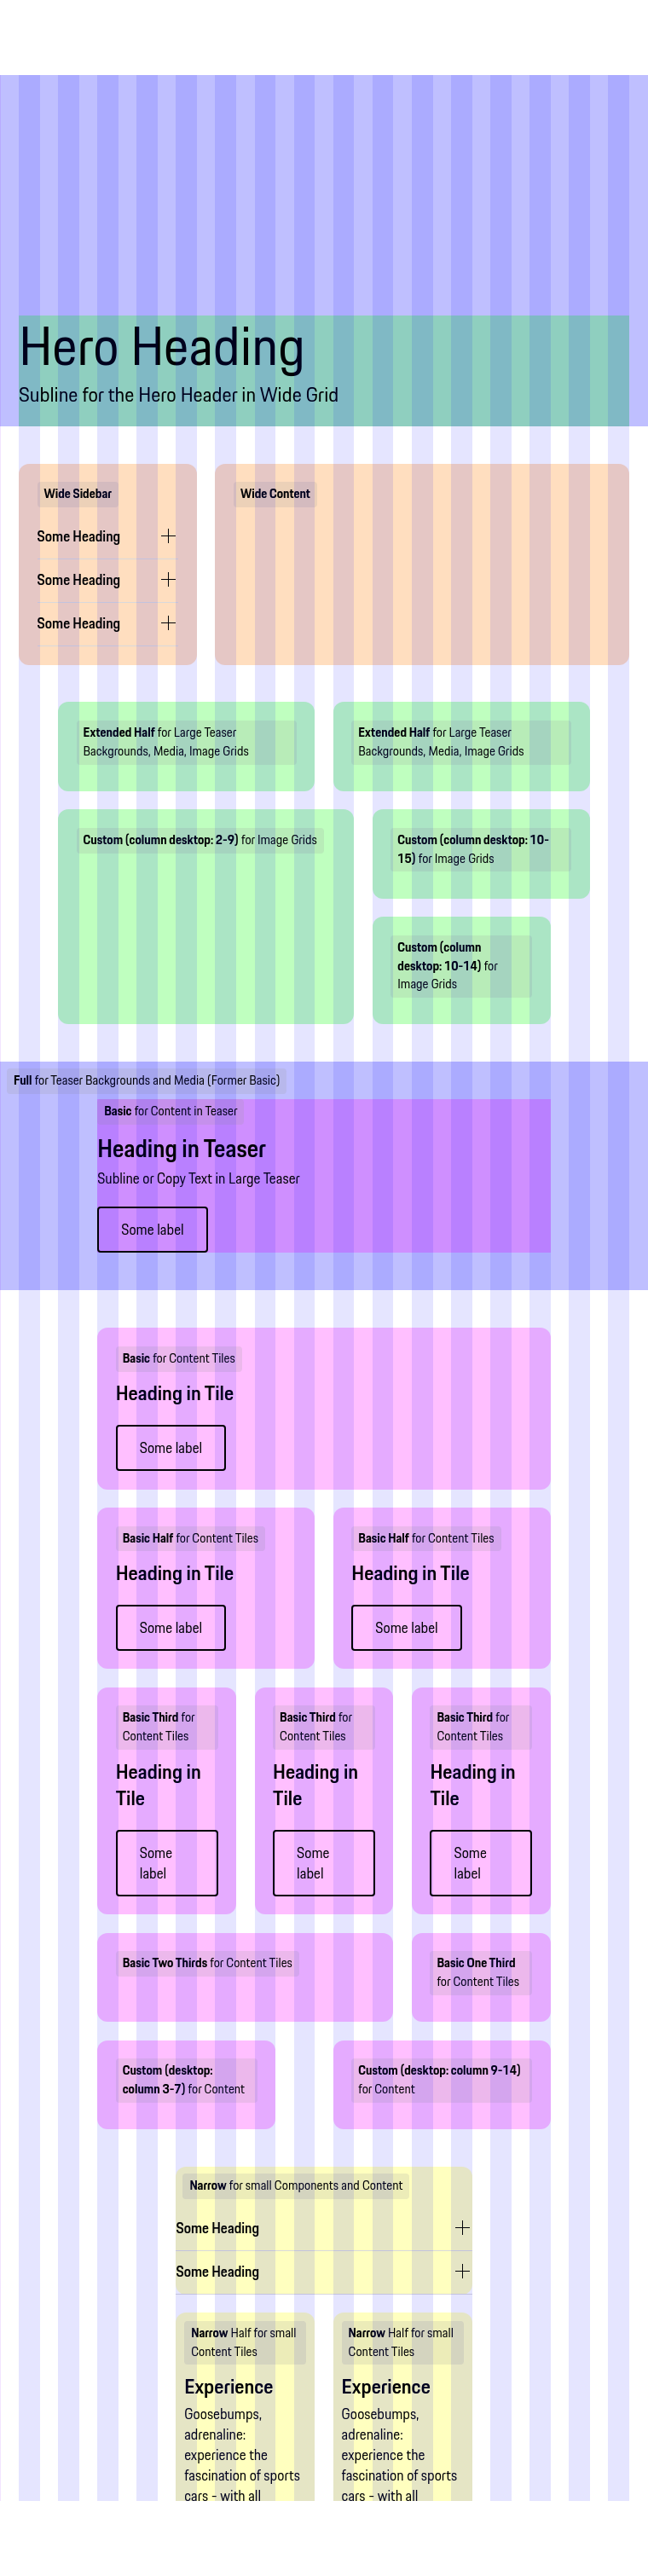 Hero Heading
Subline for the Hero Header in Wide Grid
Wide Sidebar
Some Heading
Some Heading
Some Heading
Wide Content
Extended Half for Large Teaser
Backgrounds, Media, Image Grids
Extended Half for Large Teaser
Backgrounds, Media, Image Grids
Custom (column desktop: 2-9) for Image Grids
Custom (column desktop: 10-
15) for Image Grids
Custom (column
desktop: 10-14) for
Image Grids
Full for Teaser Backgrounds and Media (Former Basic)
Basic for Content in Teaser
Heading in Teaser
Subline or Copy Text in Large Teaser
Some label
Basic for Content Tiles
Heading in Tile
Some label
Basic Half for Content Tiles
Heading in Tile
Some label
Basic Half for Content Tiles
Heading in Tile
Some label
Basic Third for
Content Tiles
Heading in
Tile
Some
label
Basic Third for
Content Tiles
Heading in
Tile
Some
label
Basic Third for
Content Tiles
Heading in
Tile
Some
label
Basic Two Thirds for Content Tiles
Basic One Third
for Content Tiles
Custom (desktop:
column 3-7) for Content
Custom (desktop: column 9-14)
for Content
Narrow for small Components and Content
Some Heading
Some Heading
Narrow Half for small
Content Tiles
Experience
Goosebumps,
adrenaline:
experience the
fascination of sports
cars - with all
Narrow Half for small
Content Tiles
Experience
Goosebumps,
adrenaline:
experience the
fascination of sports
cars - with all